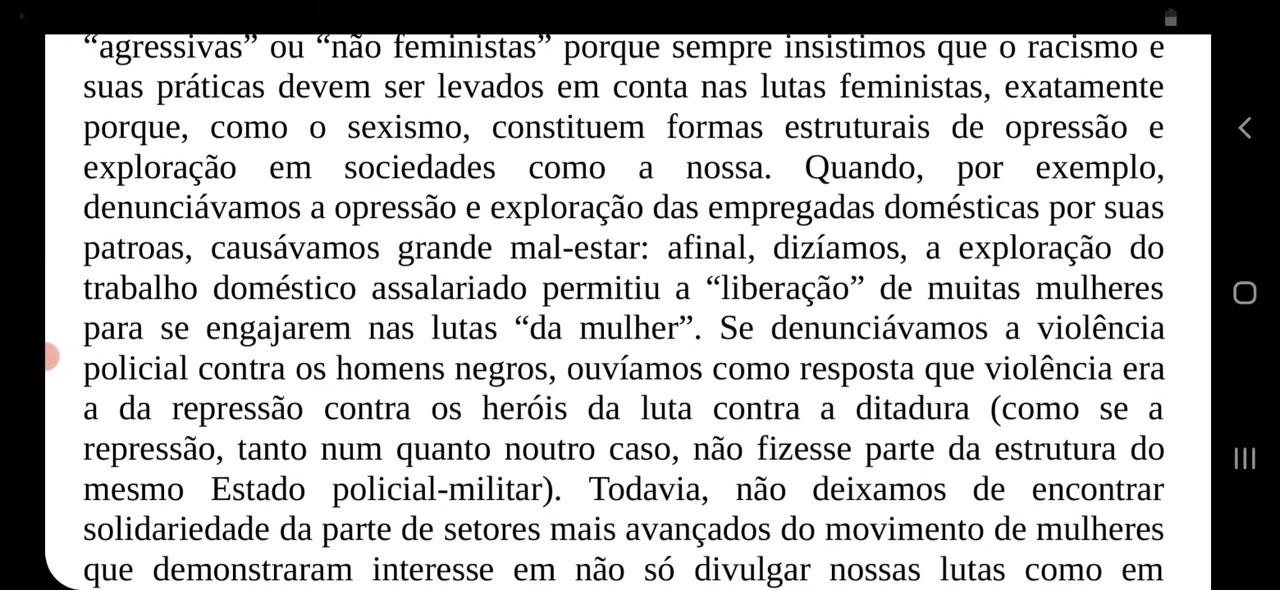 “agressivas” ou “não feministas” porque sempre insistimos que o racismo e
suas práticas devem ser levados em conta nas lutas feministas, exatamente
porque, como o sexismo, constituem formas estruturais de opressão e
exploração em sociedades como a nossa. Quando, por exemplo,
denunciávamos a opressão e exploração das empregadas domésticas por suas
patroas, causávamos grande mal-estar: afinal, dizíamos, a exploração do
trabalho doméstico assalariado permitiu a “liberação” de muitas mulheres
para se engajarem nas lutas “da mulher”. Se denunciávamos a violência
policial contra os homens negros, ouvíamos como resposta que violência era
a da repressão contra os heróis da luta contra a ditadura (como se a
repressão, tanto num quanto noutro caso, não fizesse parte da estrutura do
mesmo Estado policial-militar). Todavia, não deixamos de encontrar
solidariedade da parte de setores mais avançados do movimento de mulheres
que demonstraram interesse em não só divulgar nossas lutas como em